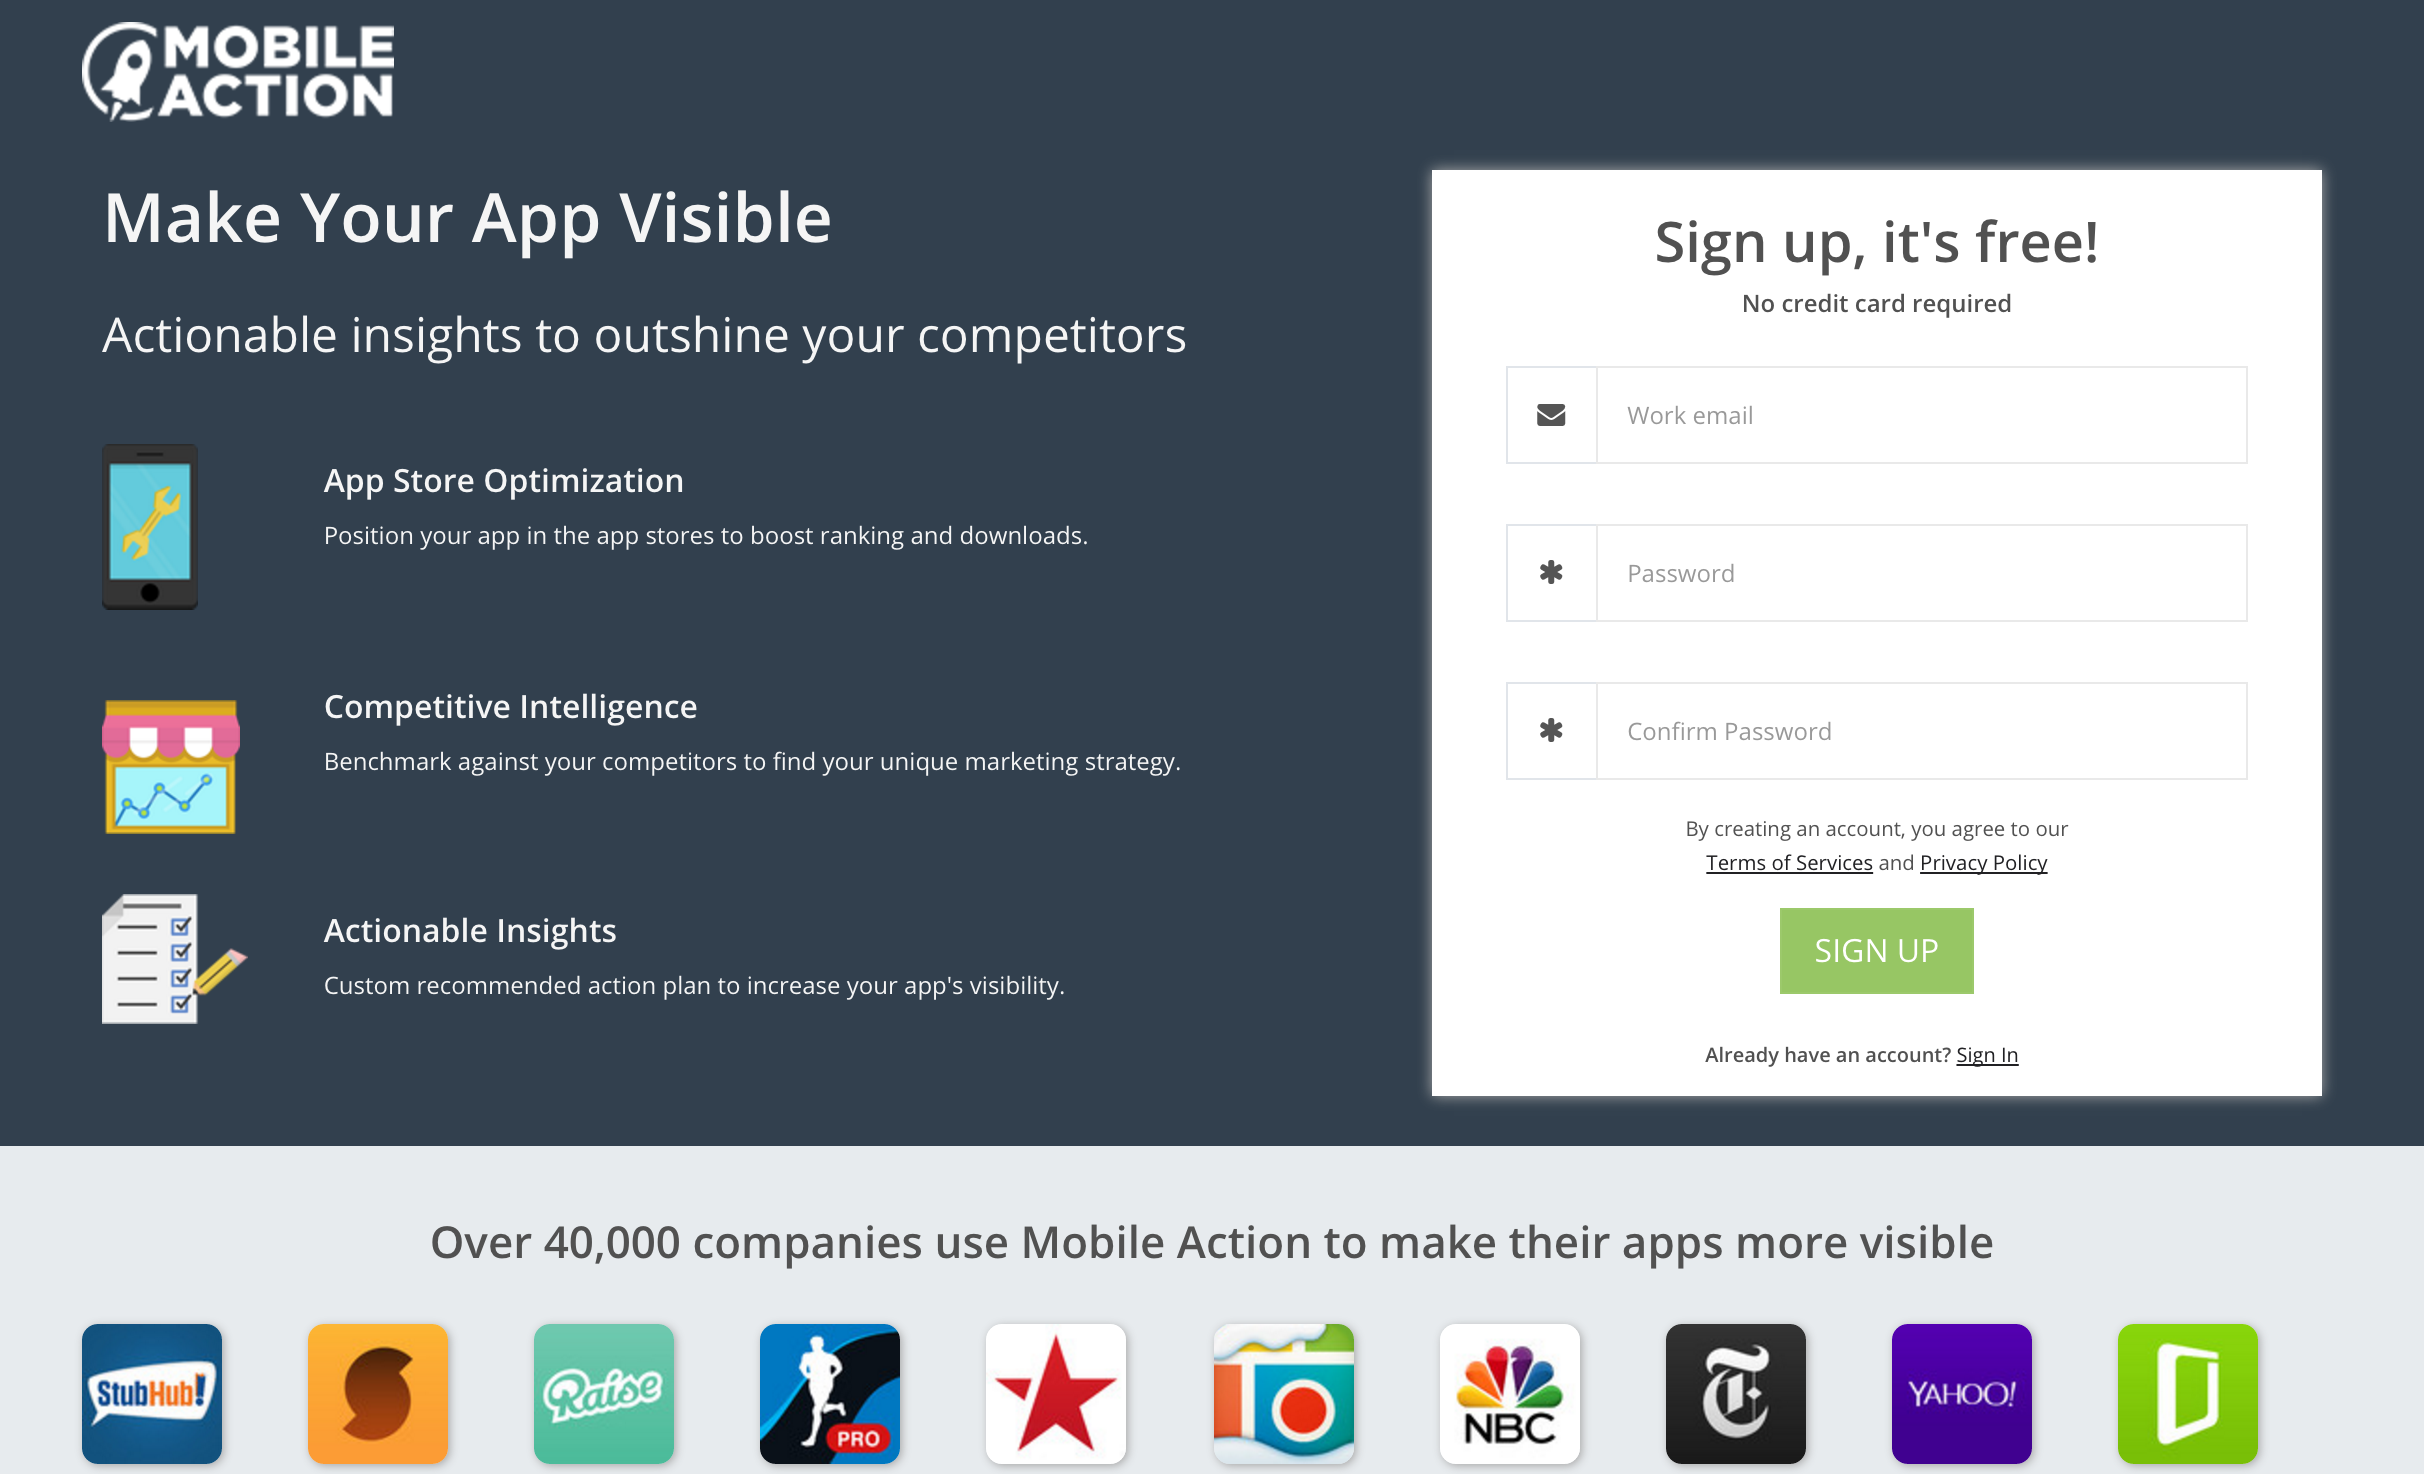 MOBILE
ACTION
Make Your App Visible
Actionable insights to outshine your competitors
App Store Optimization
Position your app in the app stores to boost ranking and downloads.
Competitive Intelligence
Benchmark against your competitors to find your unique marketing strategy.
Actionable Insights
Custom recommended action plan to increase your app's visibility.
Sign up, it's free!
No credit card required
Work email
Password
Confirm Password
By creating an account, you agree to our
Terms of Services and Privacy Policy
SIGN UP
Already have an account? Sign In
Over 40,000 companies use Mobile Action to make their apps more visible
StubHub!
Raise
PRO
NBC
T
YAHOO!